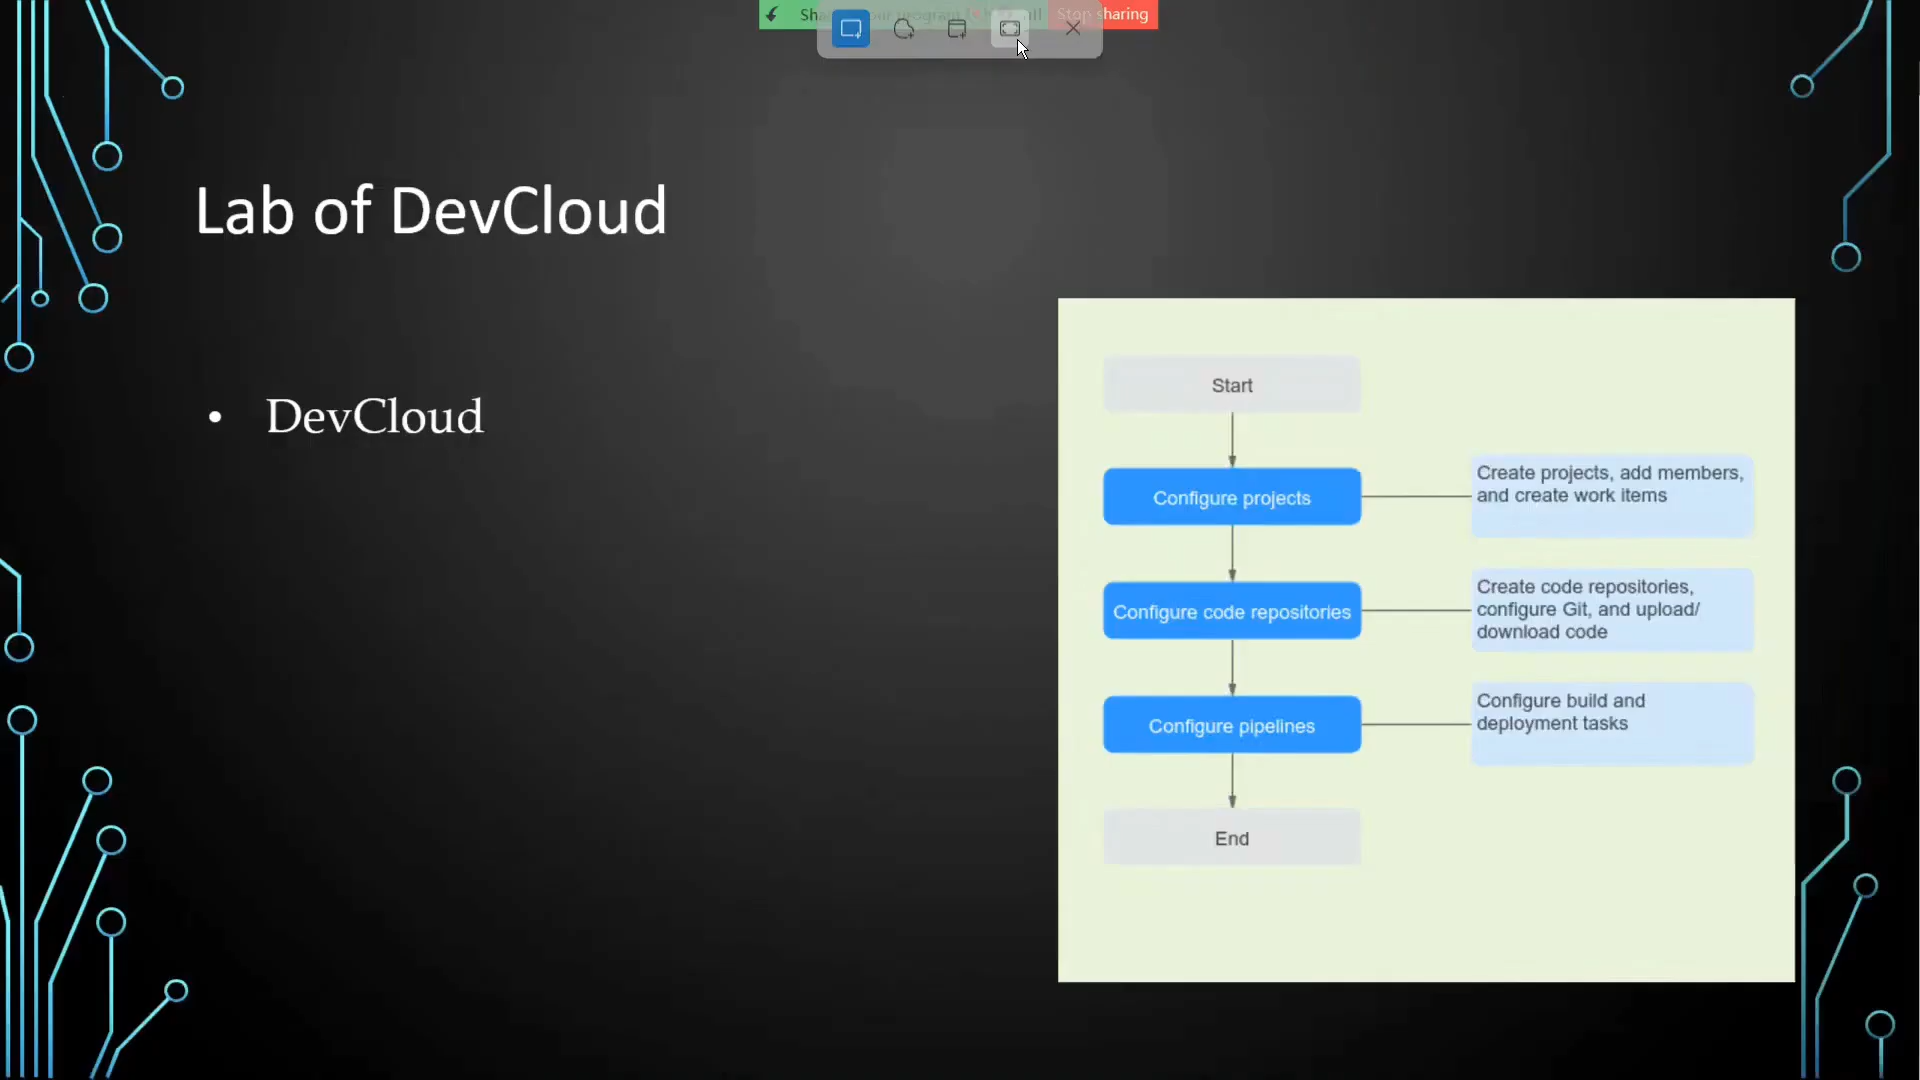 Stop sharing
Lab of DevCloud
• DevCloud
Start
Configure projects
Create projects, add members,
and create work items
Configure code repositories
Create code repositories,
configure Git, and upload/
download code
Configure pipelines
Configure build and
deployment tasks
End